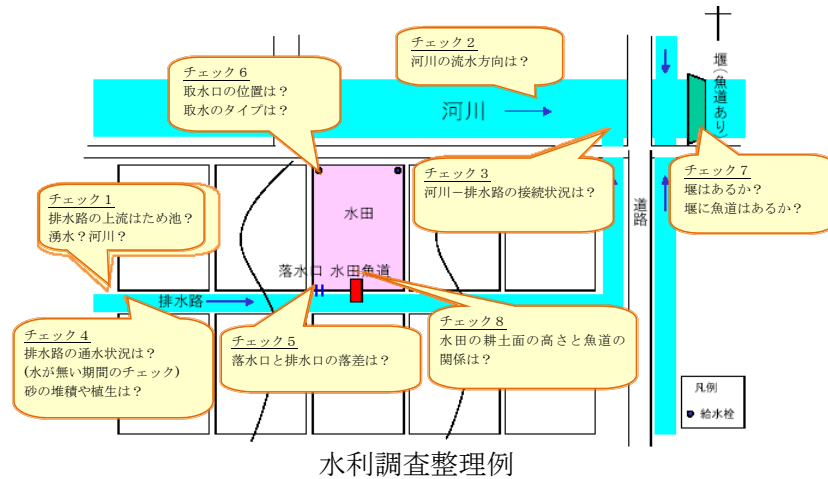 チェック6
取水口の位置は？
取水のタイプは？
チェック2
河川の流水方向は？
堰(魚道あり)
河川
チェック1
排水路の上流はため池？
湧水？河川？
チェック3
河川－排水路の接続状況は？
チェック7
堰はあるか？
堰に魚道はあるか？
水田
道路
落水口 水田魚道
排水路
チェック4
排水路の通水状況は？
(水が無い期間のチェック)
砂の堆積や植生は？
チェック5
落水口と排水口の落差は？
チェック8
水田の耕土面の高さと魚道の
関係は？
凡例
給水栓
水利調査整理例